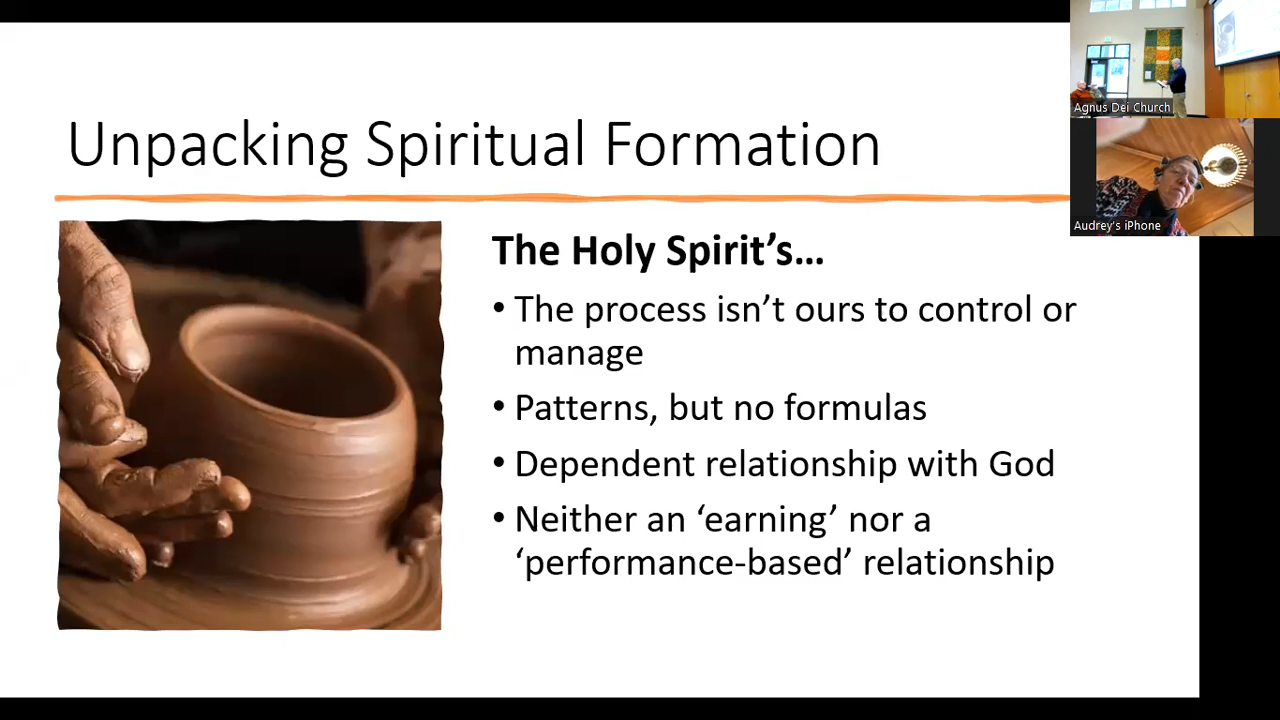 Unpacking Spiritual Formation
The Holy Spirit’s…
• The process isn’t ours to control or
manage
• Patterns, but no formulas
• Dependent relationship with God
• Neither an ‘earning’ nor a
‘performance-based’ relationship
Agnus Dei Church
Audrey's iPhone